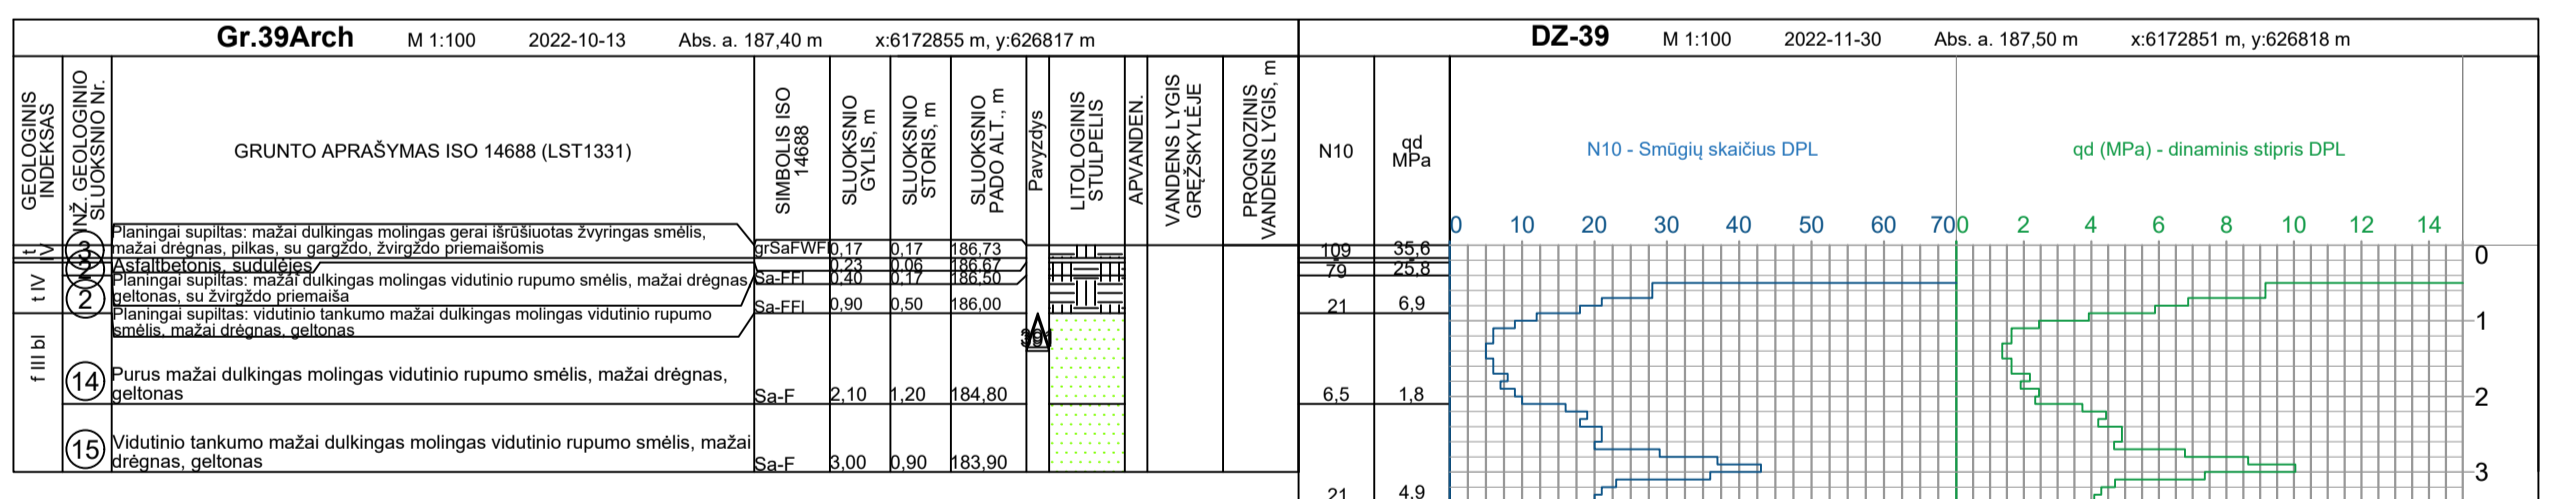 Gr.39Arch M 1:100 2022-10-13 Abs. a. 187,40 m x:6172855 m, y:626817 m
DZ-39 M 1:100 2022-11-30 Abs. a. 187,50 m x:6172851 m, y:626818 m
GEOLOGINIS
INDEKSAS
INŽ. GEOLOGINIO
SLUOKSNIO Nr.
GRUNTO APRAŠYMAS ISO 14688 (LST1331)
SIMBOLIS ISO
14688
SLUOKSNIO
GYLIS, m
SLUOKSNIO
STORIS, m
SLUOKSNIO
PADO ALT., m
Pavyzdys
LITOLOGINIS
STULPELIS
APVANDEN.
VANDENS LYGIS
GRĘŽSKYLĖJE
PROGNOZINIS
VANDENS LYGIS, m
N10
qd
MPa
N10 - Smūgių skaičius DPL
qd (MPa) - dinaminis stipris DPL
0 10 20 30 40 50 60 70
0 2 4 6 8 10 12 14
t IV
3
Planingai supiltas: mažai dulkingas molingas gerai išrūšiuotas žvyringas smėlis,
mažai drėgnas, pilkas, su gargždo, žvirgždo priemaišomis
grSaFWFl 0,17 0,17 186,73
109 35,6
0
Asfaltbetonis, sudūlėjęs
0,23 0,06 186,67
2
Planingai supiltas: mažai dulkingas molingas vidutinio rupumo smėlis, mažai drėgnas,
geltonas, su žvirgždo priemaiša
Sa-FFl 0,40 0,17 186,50
79 25,8
t IV
2
Planingai supiltas: vidutinio tankumo mažai dulkingas molingas vidutinio rupumo
smėlis, mažai drėgnas, geltonas
Sa-FFl 0,90 0,50 186,00
21 6,9
1
f III bl
14
Purus mažai dulkingas molingas vidutinio rupumo smėlis, mažai drėgnas,
geltonas
Sa-F 2,10 1,20 184,80
6,5 1,8
2
15
Vidutinio tankumo mažai dulkingas molingas vidutinio rupumo smėlis, mažai
drėgnas, geltonas
Sa-F 3,00 0,90 183,90
3
21 4,9